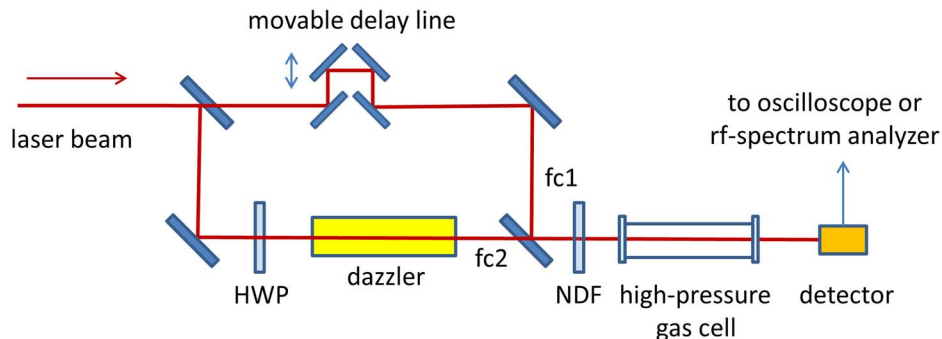 movable delay line
to oscilloscope or
rf-spectrum analyzer
laser beam
fc1
fc2
dazzler
HWP
NDF
high-pressure
gas cell
detector